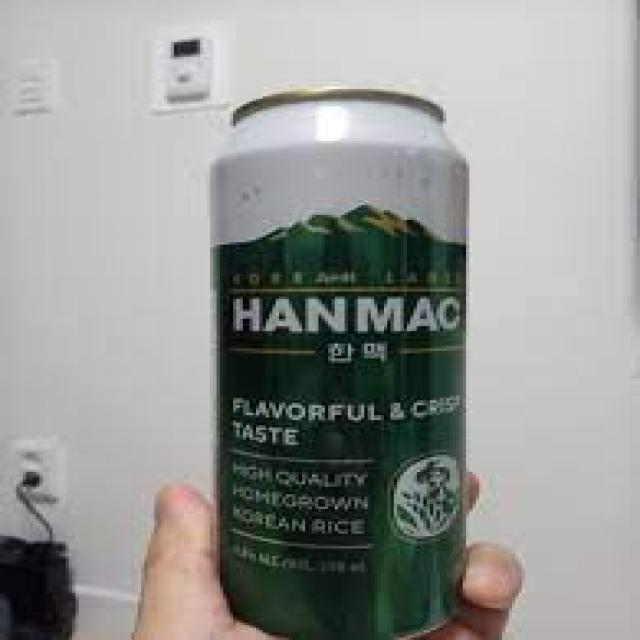 HANMAC
한맥
FLAVORFUL & CRISP
TASTE
HIGH QUALITY
HOMEGROWN
KOREAN RICE